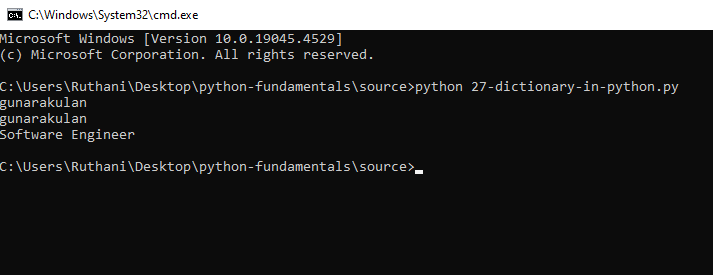 C:\Windows\System32\cmd.exe
Microsoft Windows [Version 10.0.19045.4529]
(c) Microsoft Corporation. All rights reserved.
C:\Users\Ruthani\Desktop\python-fundamentals\source>python 27-dictionary-in-python.py
gunarakulan
gunarakulan
Software Engineer
C:\Users\Ruthani\Desktop\python-fundamentals\source>